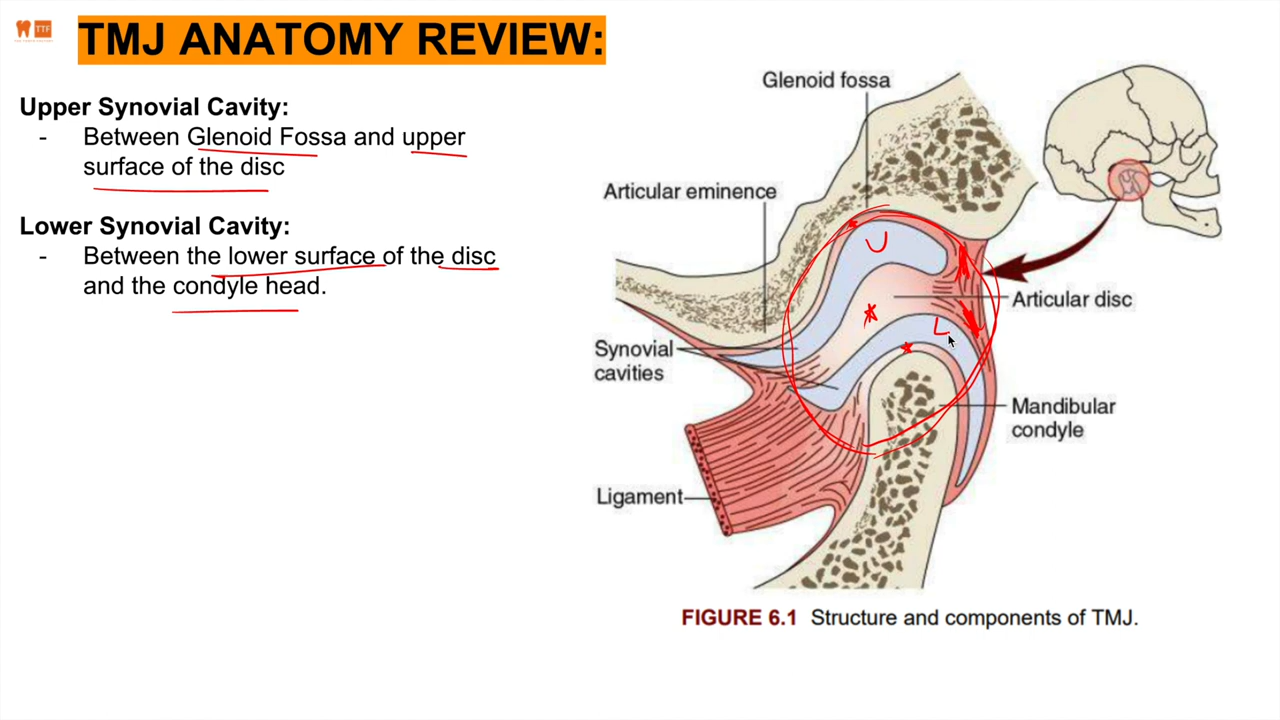 TTF
TMJ ANATOMY REVIEW:
Upper Synovial Cavity:
- Between Glenoid Fossa and upper
surface of the disc
Lower Synovial Cavity:
- Between the lower surface of the disc
and the condyle head.
Glenoid fossa
Articular eminence
U
Articular disc
L
Synovial
cavities
Mandibular
condyle
Ligament
FIGURE 6.1 Structure and components of TMJ.